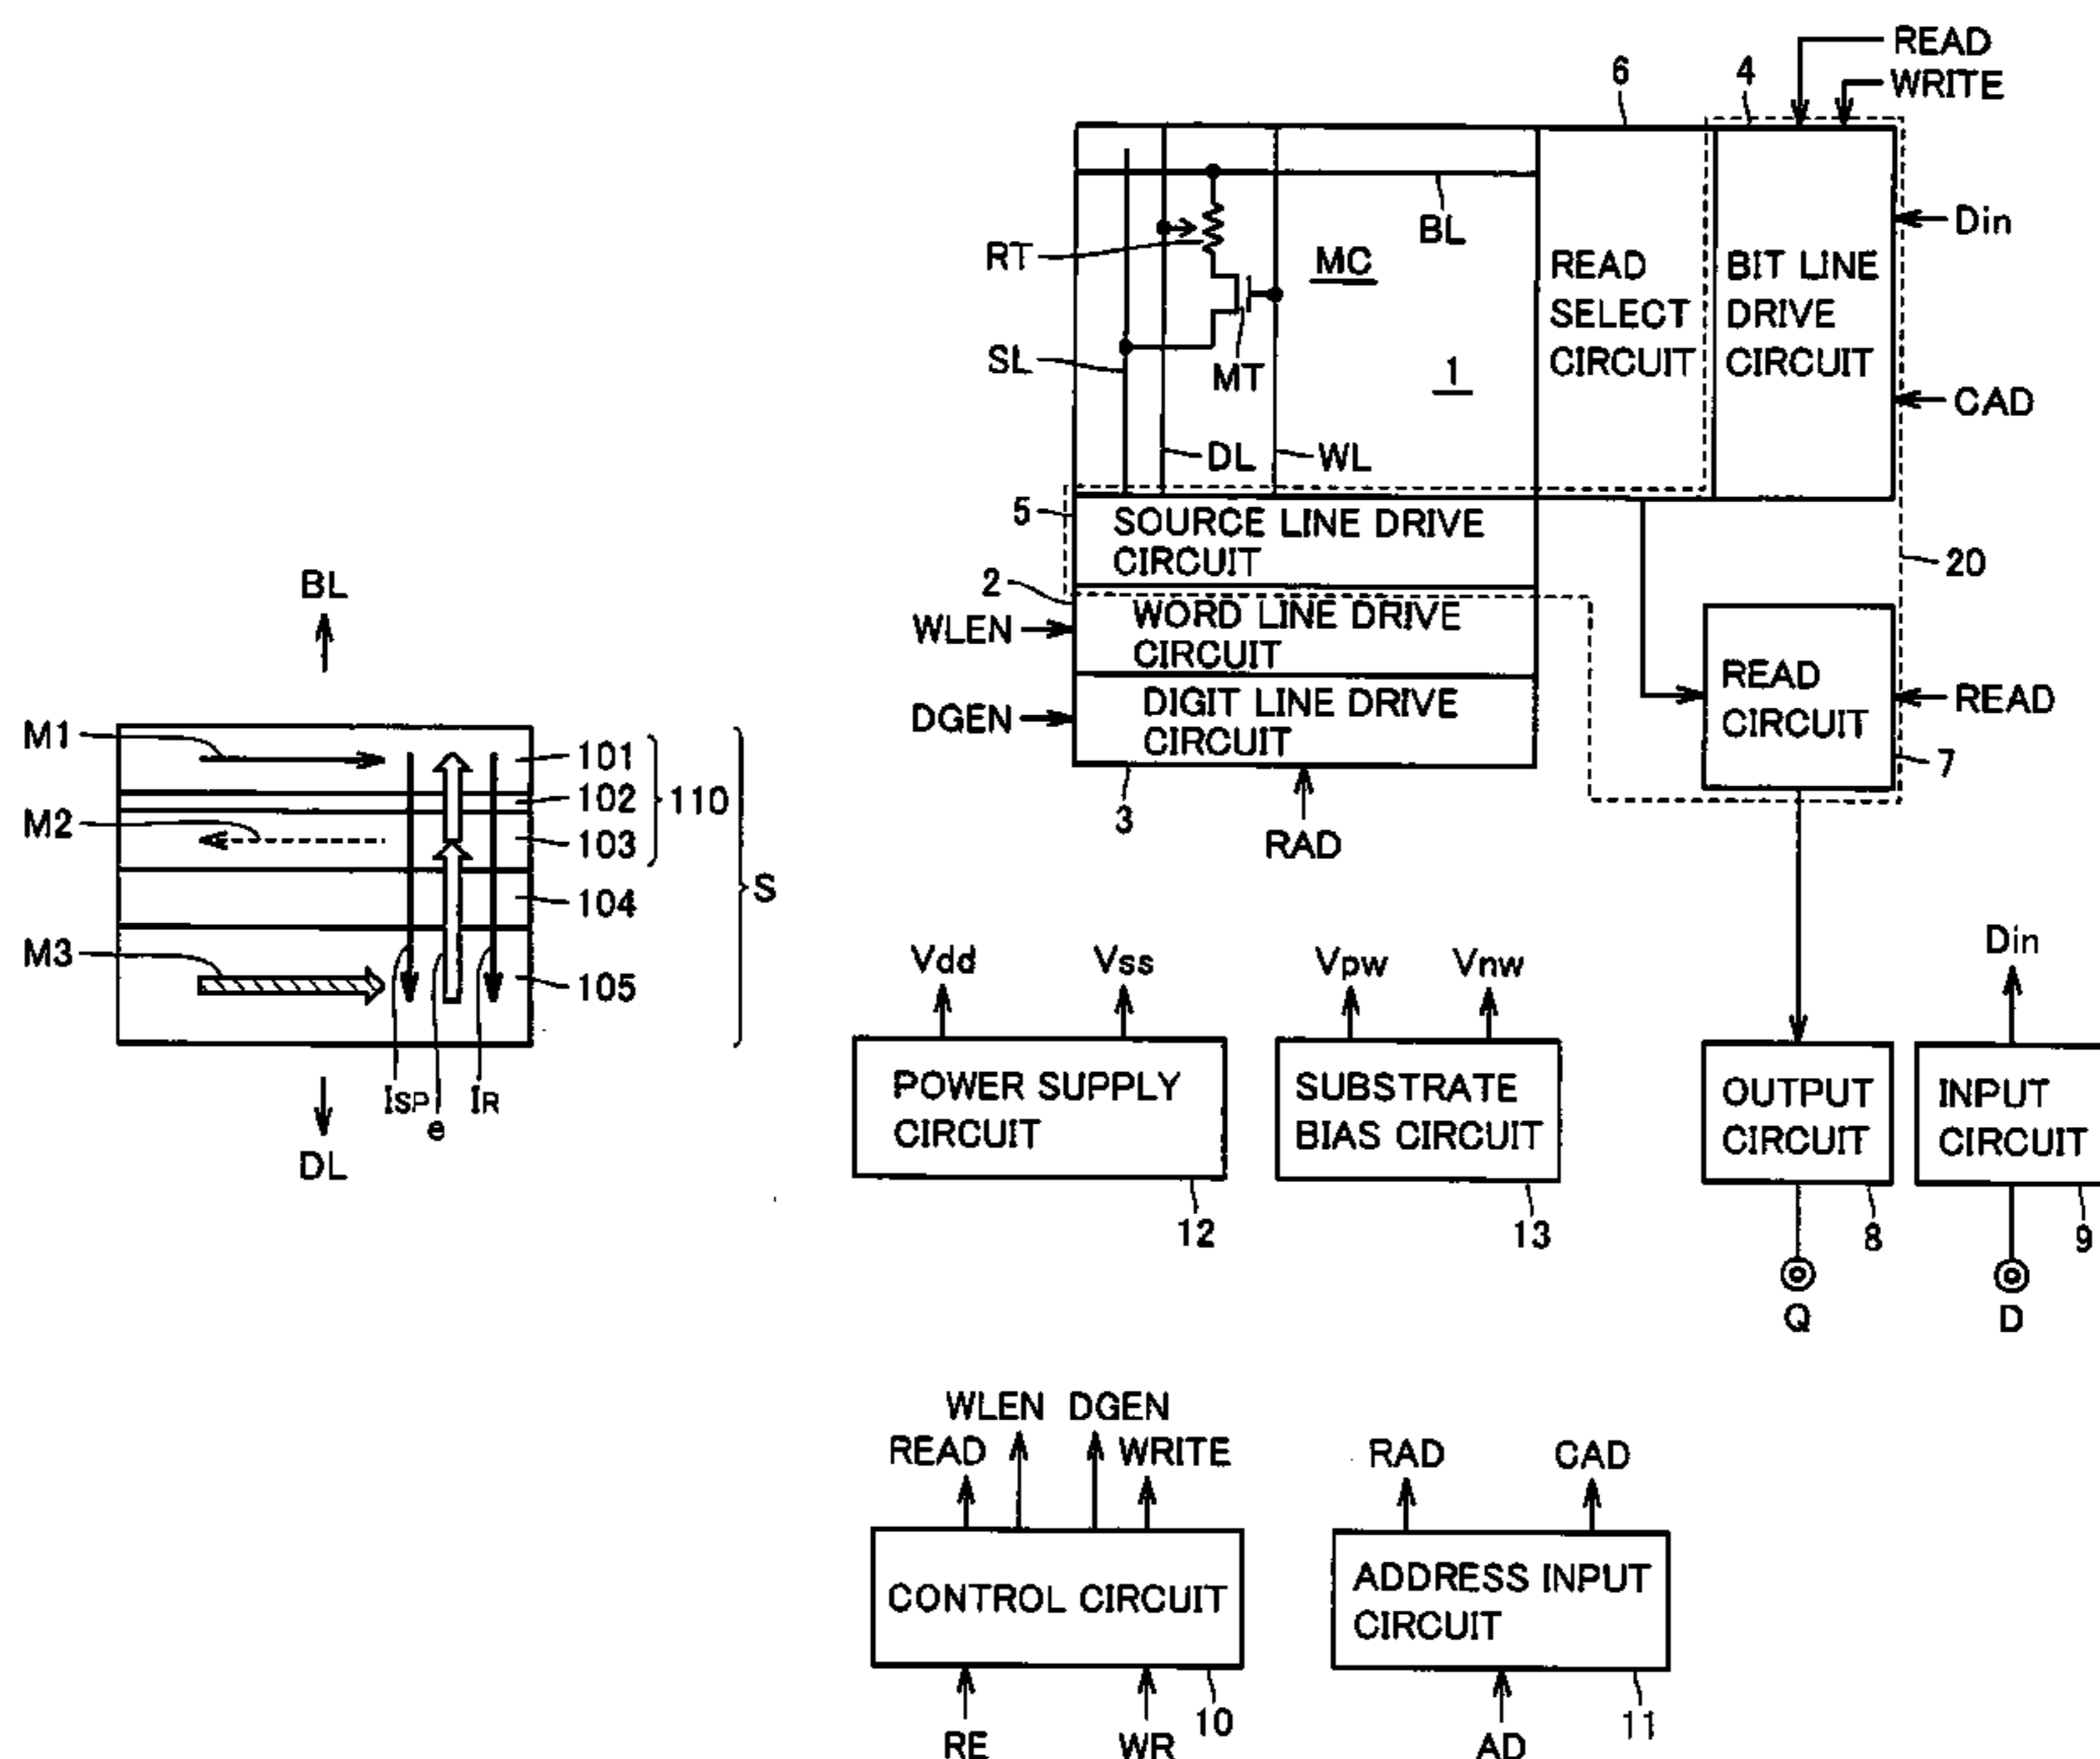 BL
M1
101
102
110
M2
103
104
S
M3
105
ISP
e
IR
DL
READ
WRITE
6
4
BL
Din
RT
MC
READ
SELECT
CIRCUIT
BIT LINE
DRIVE
CIRCUIT
SL
MT
1
CAD
DL
WL
5
SOURCE LINE DRIVE
CIRCUIT
20
2
WLEN
WORD LINE DRIVE
CIRCUIT
DGEN
DIGIT LINE DRIVE
CIRCUIT
READ
CIRCUIT
READ
7
3
RAD
Vdd
Vss
Vpw
Vnw
Din
POWER SUPPLY
CIRCUIT
SUBSTRATE
BIAS CIRCUIT
OUTPUT
CIRCUIT
INPUT
CIRCUIT
12
13
8
9
Q
D
WLEN
DGEN
READ
WRITE
RAD
CAD
CONTROL CIRCUIT
ADDRESS INPUT
CIRCUIT
10
11
RE
WR
AD